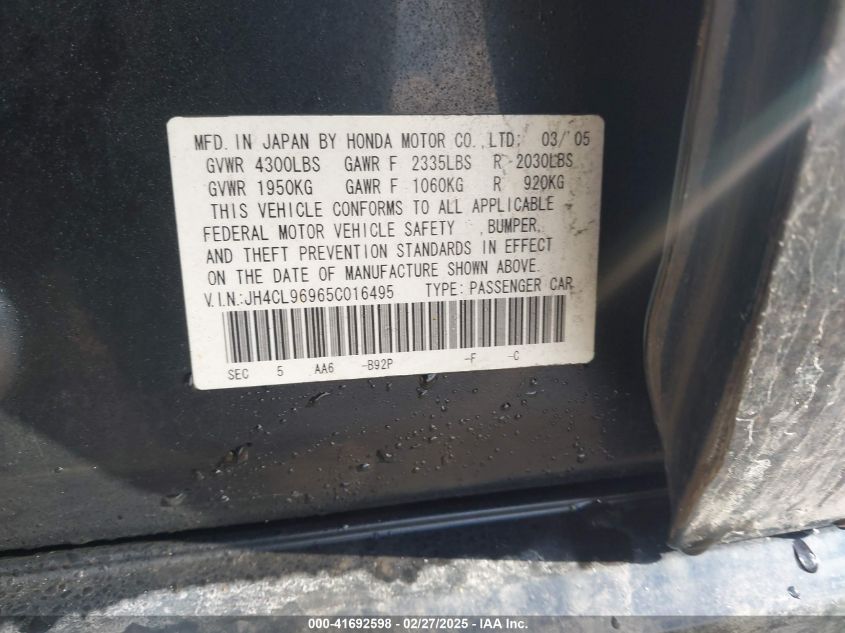 MFD. IN JAPAN BY HONDA MOTOR CO., LTD; 03/'05
GVWR 4300LBS GAWR F 2335LBS R 2030LBS
GVWR 1950KG GAWR F 1060KG R 920KG
THIS VEHICLE CONFORMS TO ALL APPLICABLE
FEDERAL MOTOR VEHICLE SAFETY , BUMPER,
AND THEFT PREVENTION STANDARDS IN EFFECT
ON THE DATE OF MANUFACTURE SHOWN ABOVE.
V.I.N.:JH4CL96965C016495 TYPE: PASSENGER CAR
SEC 5 AA6 -B92P -F -C
000-41692598 - 02/27/2025 - IAA Inc.